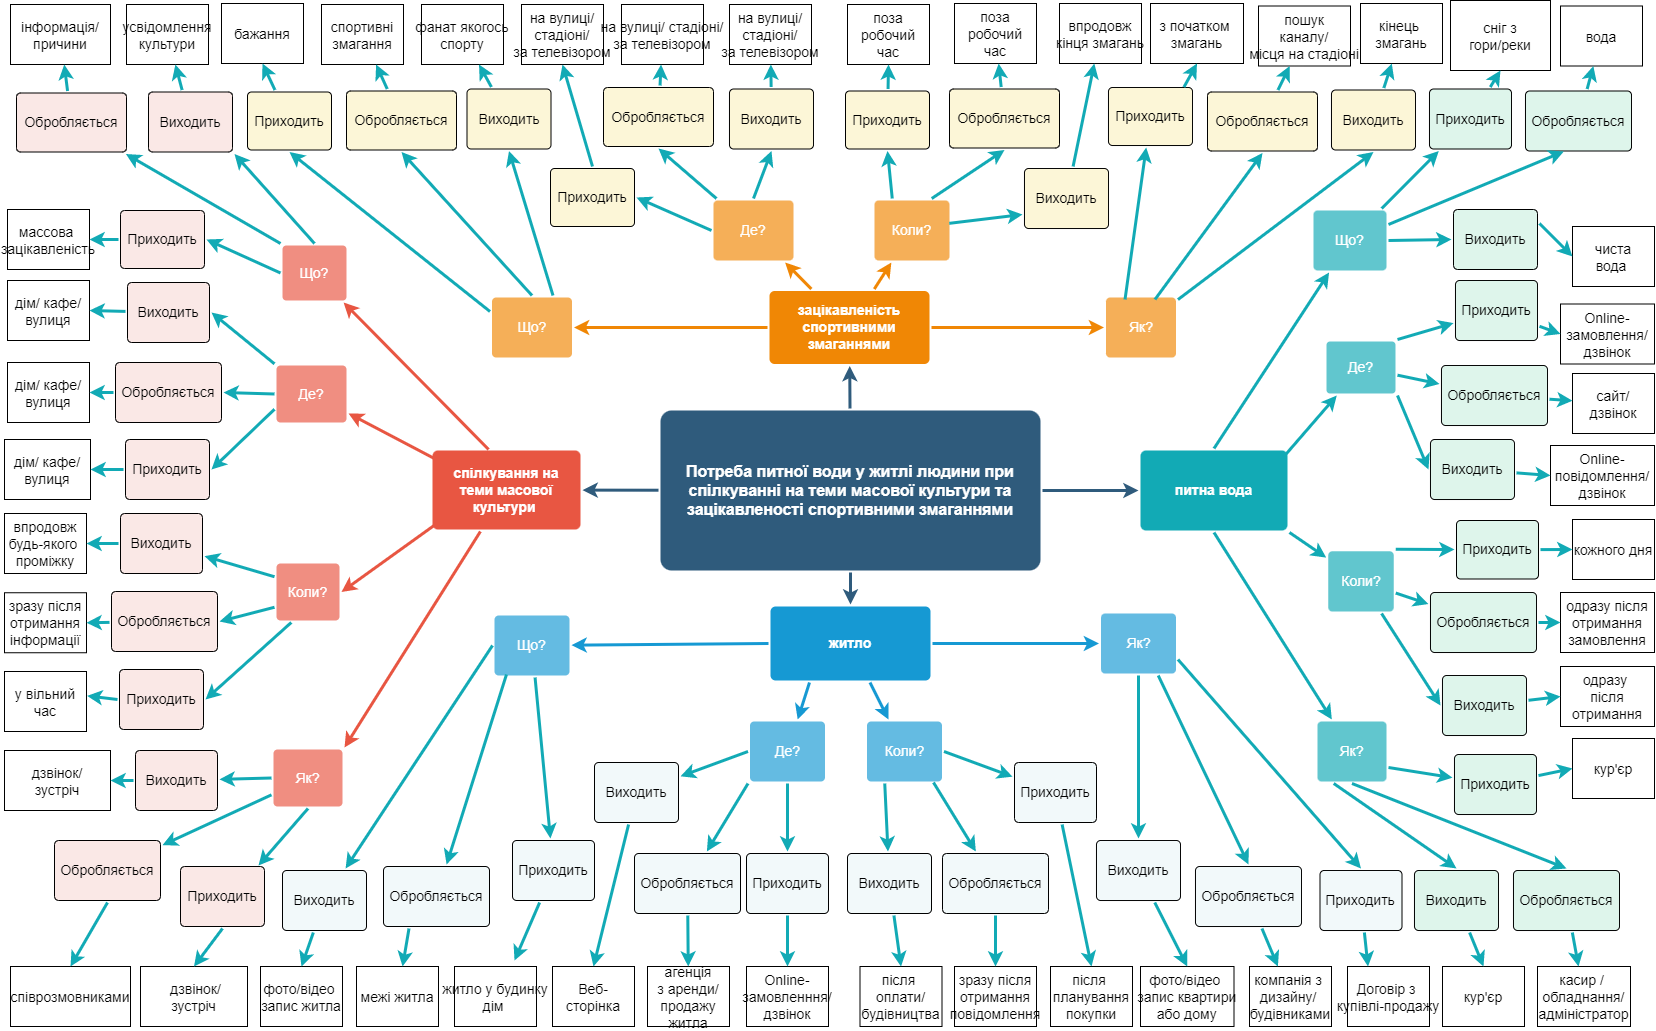 інформація/
причини
усвідомлення
культури
бажання
спортивні
змагання
фанат якогось
спорту
на вулиці/
стадіоні/
за телевізором
на вулиці/ стадіоні/
за телевізором
на вулиці/
стадіоні/
за телевізором
поза
робочий
час
поза
робочий
час
впродовж
кінця змагань
з початком
змагань
пошук
каналу/
місця на стадіоні
кінець
змагань
сніг з
гори/реки
вода
Обробляється
Виходить
Приходить
Обробляється
Виходить
Обробляється
Виходить
Приходить
Обробляється
Приходить
Обробляється
Виходить
Приходить
Обробляється
Приходить
Виходить
массова
зацікавленість
Приходить
Що?
Де?
Коли?
Що?
Виходить
чиста
вода
дім/ кафе/
вулиця
Виходить
Що?
зацікавленість
спортивними
змаганнями
Як?
Приходить
Online-
замовлення/
дзвінок
дім/ кафе/
вулиця
Обробляється
Де?
Де?
Обробляється
сайт/
дзвінок
дім/ кафе/
вулиця
Приходить
спілкування на
теми масової
культури
Потреба питної води у житлі людини при
спілкуванні на теми масової культури та
зацікавленості спортивними змаганнями
питна вода
Виходить
Online-
повідомлення/
дзвінок
впродовж
будь-якого
проміжку
Виходить
Приходить
кожного дня
Коли?
Коли?
зразу після
отримання
інформації
Обробляється
Обробляється
одразу після
отримання
замовлення
Що?
житло
Як?
у вільний
час
Приходить
Виходить
одразу
після
отримання
дзвінок/
зустріч
Виходить
Як?
Де?
Коли?
Як?
Приходить
кур'єр
Виходить
Приходить
Обробляється
Приходить
Виходить
Обробляється
Приходить
Обробляється
Приходить
Виходить
Обробляється
Виходить
Обробляється
Приходить
Виходить
Обробляється
співрозмовниками
дзвінок/
зустріч
фото/відео
запис житла
межі житла
житло у будинку
дім
Веб-
сторінка
агенція
з аренди/
продажу
житла
Online-
замовленння/
дзвінок
після
оплати/
будівництва
зразу після
отримання
повідомлення
після
планування
покупки
фото/відео
запис квартири
або дому
компанія з
дизайну/
будівниками
Договір з
купівлі-продажу
кур'єр
касир /
обладнання/
адміністратор